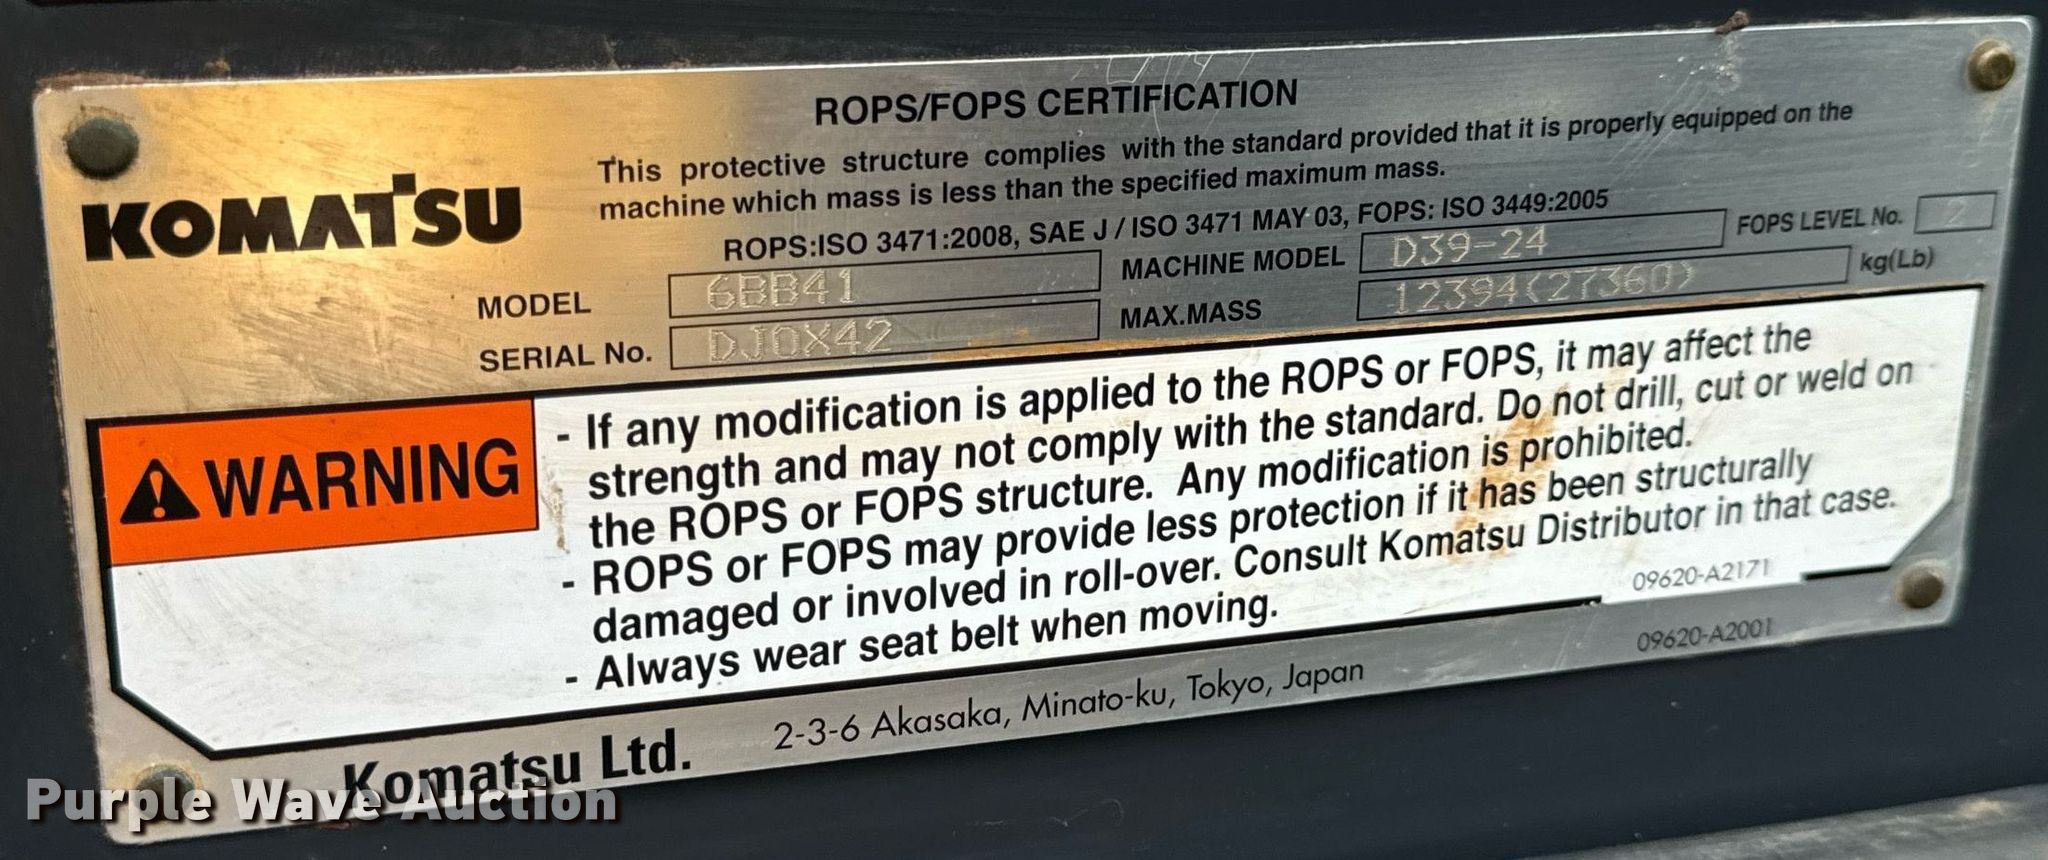 ROPS/FOPS CERTIFICATION
This protective structure complies with the standard provided that it is properly equipped on the
machine which mass is less than the specified maximum mass.
KOMATSU
ROPS:ISO 3471:2008, SAE J / ISO 3471 MAY 03, FOPS: ISO 3449:2005
MODEL 6BB41 MACHINE MODEL D39-24 FOPS LEVEL No. 2
SERIAL No. DJ0X42 MAX.MASS 12394(27360) kg(Lb)
WARNING
- If any modification is applied to the ROPS or FOPS, it may affect the
strength and may not comply with the standard. Do not drill, cut or weld on
the ROPS or FOPS structure. Any modification is prohibited.
- ROPS or FOPS may provide less protection if it has been structurally
damaged or involved in roll-over. Consult Komatsu Distributor in that case.
- Always wear seat belt when moving.
09620-A2171
09620-A2001
Komatsu Ltd. 2-3-6 Akasaka, Minato-ku, Tokyo, Japan
Purple Wave Auction